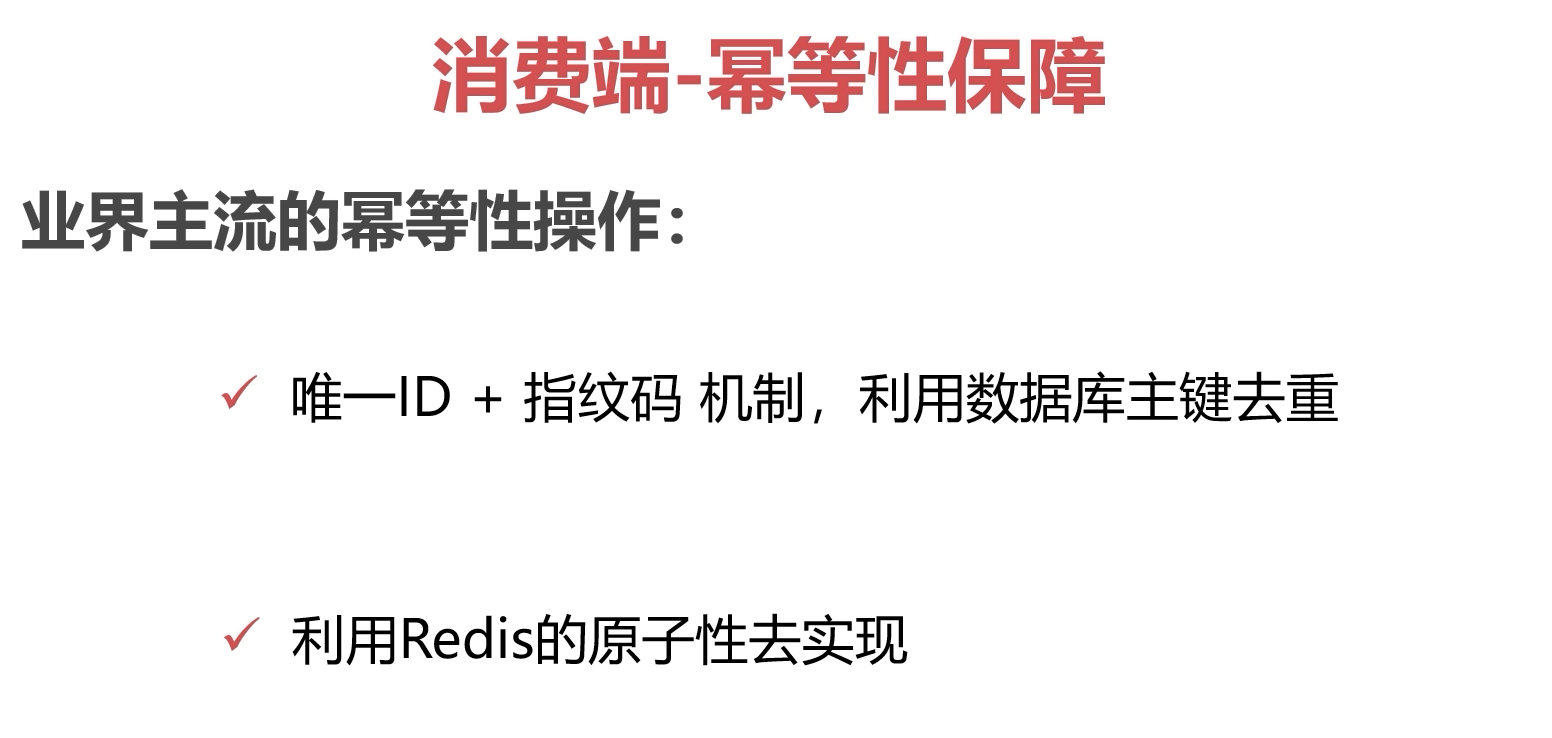 消费端-幂等性保障
业界主流的幂等性操作：
唯一ID + 指纹码 机制，利用数据库主键去重
利用Redis的原子性去实现